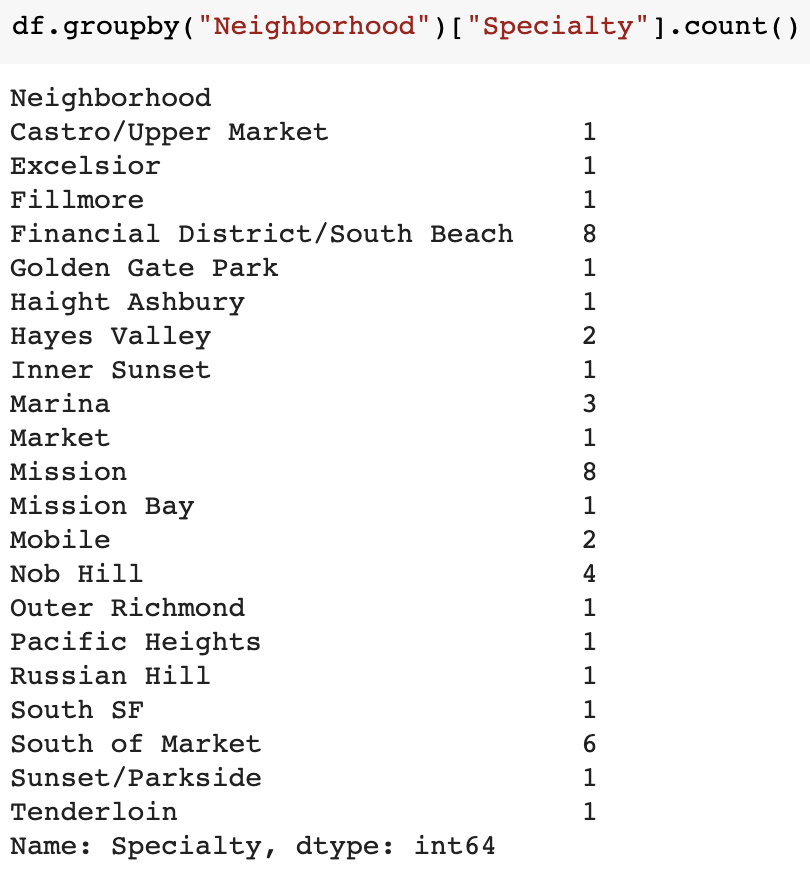 df.groupby("Neighborhood")["Specialty"].count()
Neighborhood
Castro/Upper Market 1
Excelsior 1
Fillmore 1
Financial District/South Beach 8
Golden Gate Park 1
Haight Ashbury 1
Hayes Valley 2
Inner Sunset 1
Marina 3
Market 1
Mission 8
Mission Bay 1
Mobile 2
Nob Hill 4
Outer Richmond 1
Pacific Heights 1
Russian Hill 1
South SF 1
South of Market 6
Sunset/Parkside 1
Tenderloin 1
Name: Specialty, dtype: int64